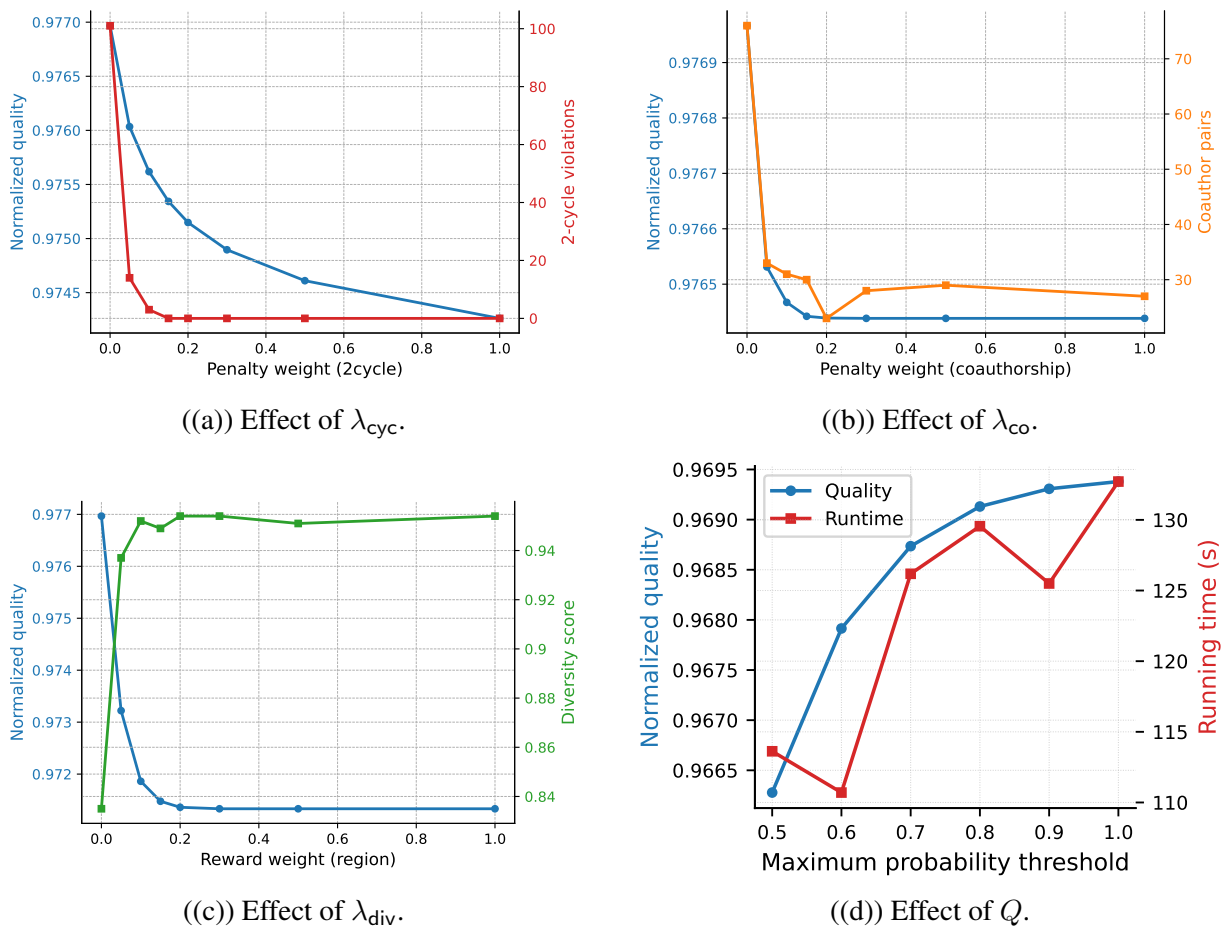 0.9770
0.9765
0.9760
0.9755
0.9750
0.9745
Normalized quality
100
80
60
40
20
0
2-cycle violations
0.0 0.2 0.4 0.6 0.8 1.0
Penalty weight (2cycle)
((a)) Effect of λcyc.
0.9769
0.9768
0.9767
0.9766
0.9765
Normalized quality
70
60
50
40
30
Coauthor pairs
0.0 0.2 0.4 0.6 0.8 1.0
Penalty weight (coauthorship)
((b)) Effect of λco.
0.977
0.976
0.975
0.974
0.973
0.972
Normalized quality
0.94
0.92
0.9
0.88
0.86
0.84
Diversity score
0.0 0.2 0.4 0.6 0.8 1.0
Reward weight (region)
((c)) Effect of λdiv.
0.9695
0.9690
0.9685
0.9680
0.9675
0.9670
0.9665
Normalized quality
Quality
Runtime
130
125
120
115
110
Running time (s)
0.5 0.6 0.7 0.8 0.9 1.0
Maximum probability threshold
((d)) Effect of Q.